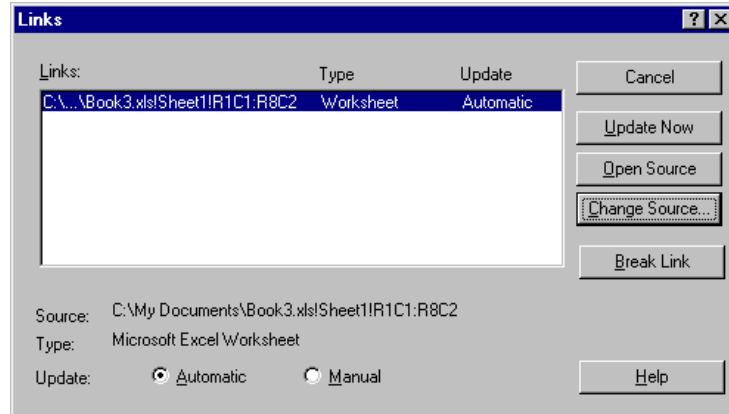 Links
Links: Type Update
C:\...\Book3.xls!Sheet1!R1C1:R8C2 Worksheet Automatic
Cancel
Update Now
Open Source
Change Source...
Break Link
Source: C:\My Documents\Book3.xls!Sheet1!R1C1:R8C2
Type: Microsoft Excel Worksheet
Update: Automatic Manual
Help